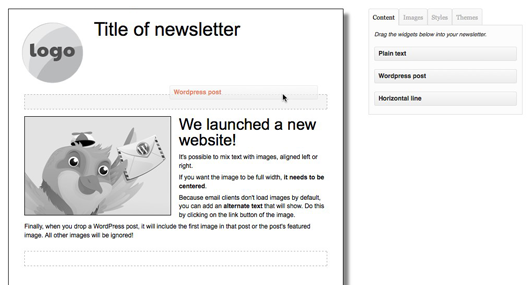 logo
Title of newsletter
Wordpress post
We launched a new
website!
It's possible to mix text with images, aligned left or
right.
If you want the image to be full width, it needs to be
centered.
Because email clients don't load images by default,
you can add an alternate text that will show. Do this
by clicking on the link button of the image.
Finally, when you drop a WordPress post, it will include the first image in that post or the post's featured
image. All other images will be ignored!
Content Images Styles Themes
Drag the widgets below into your newsletter.
Plain text
Wordpress post
Horizontal line